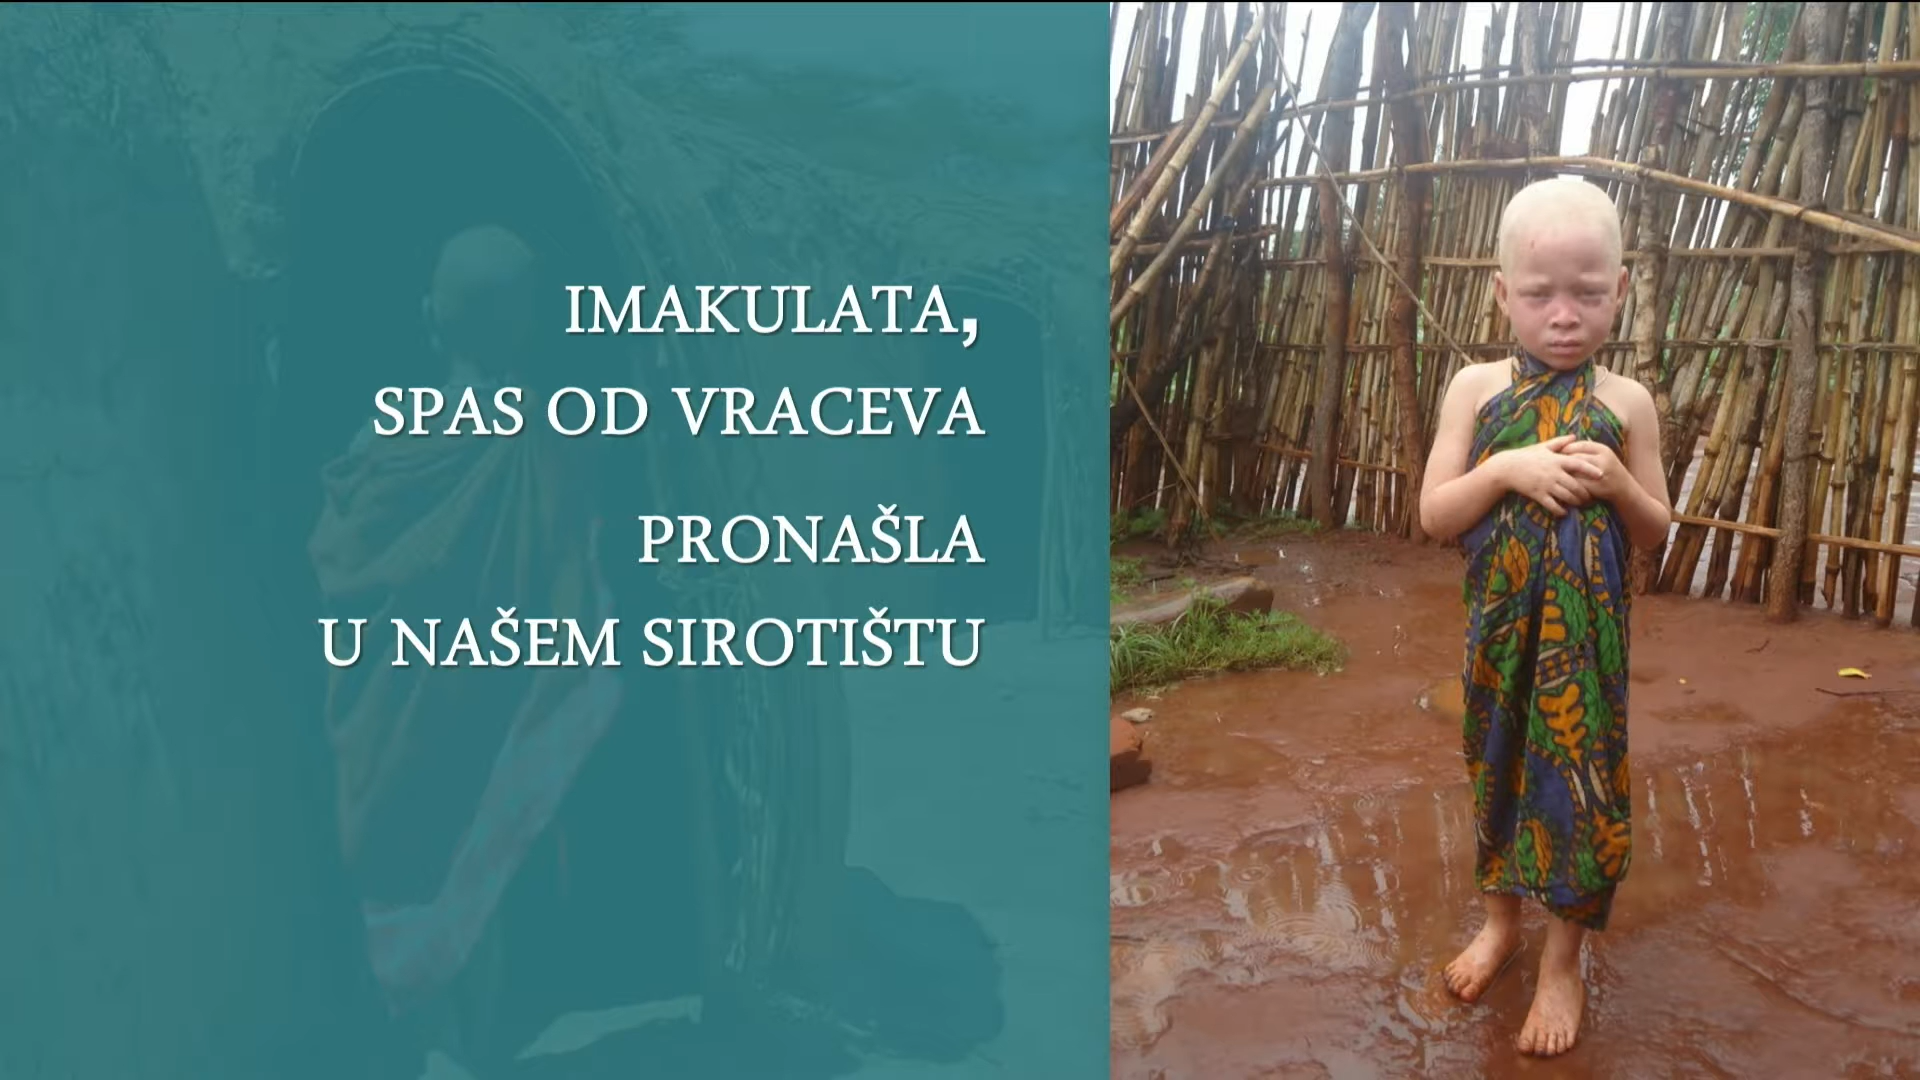 IMAKULATA,
SPAS OD VRACEVA
PRONAŠLA
U NAŠEM SIROTIŠTU